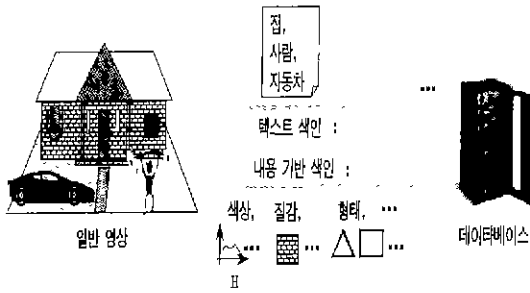 집,
사람,
자동차
...
텍스트 색인 :
내용 기반 색인 :
색상, 질감, 형태, ...
... ... ...
H
일반 영상
데이타베이스